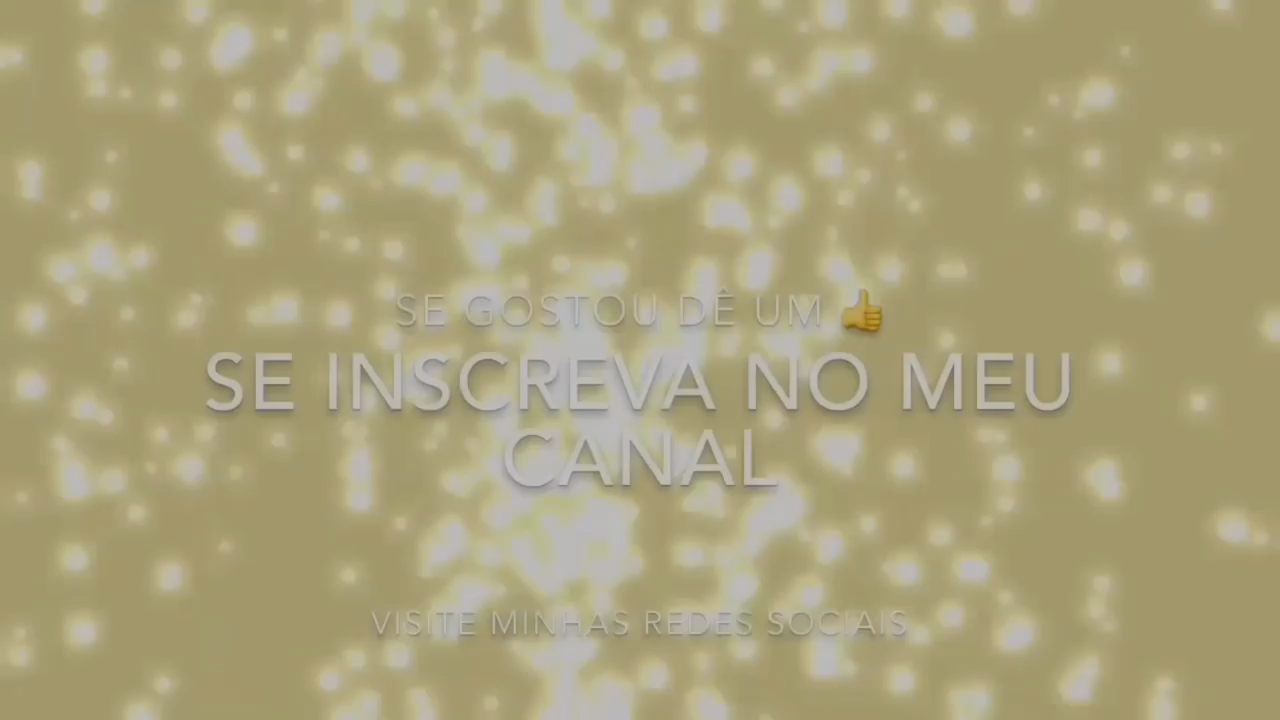 SE GOSTOU DÊ UM 👍
SE INSCREVA NO MEU
CANAL
VISITE MINHAS REDES SOCIAIS